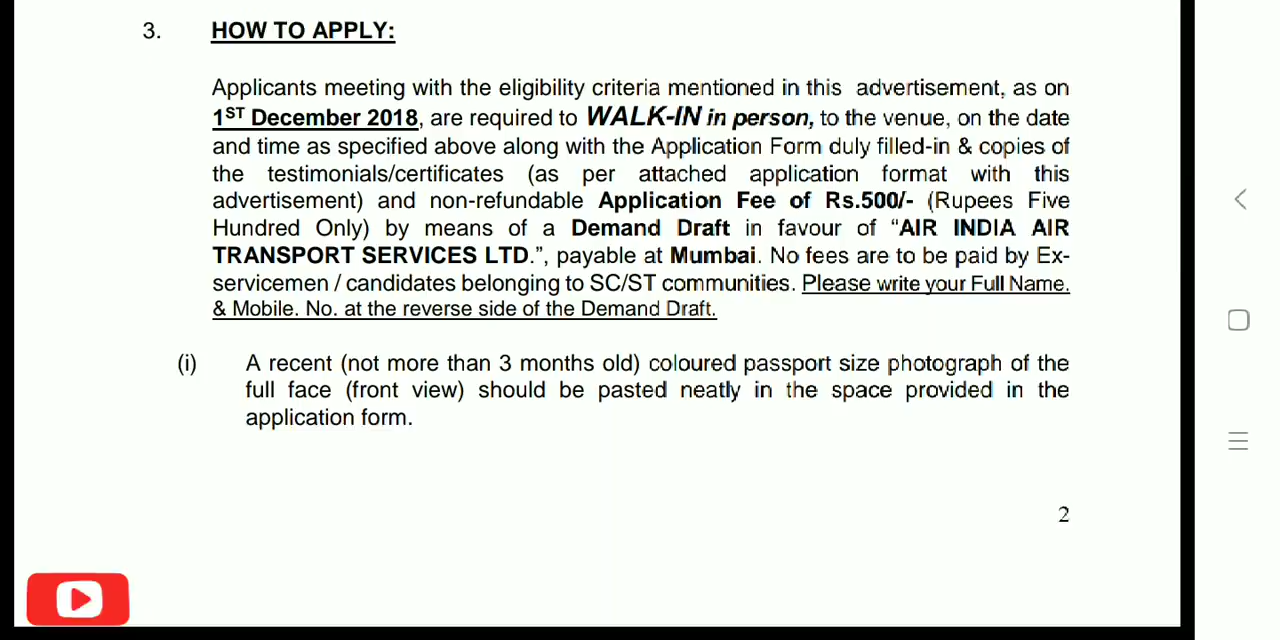 3. HOW TO APPLY:
Applicants meeting with the eligibility criteria mentioned in this advertisement, as on
1ST December 2018, are required to WALK-IN in person, to the venue, on the date
and time as specified above along with the Application Form duly filled-in & copies of
the testimonials/certificates (as per attached application format with this
advertisement) and non-refundable Application Fee of Rs.500/- (Rupees Five
Hundred Only) by means of a Demand Draft in favour of “AIR INDIA AIR
TRANSPORT SERVICES LTD.”, payable at Mumbai. No fees are to be paid by Ex-
servicemen / candidates belonging to SC/ST communities. Please write your Full Name.
& Mobile. No. at the reverse side of the Demand Draft.
(i) A recent (not more than 3 months old) coloured passport size photograph of the
full face (front view) should be pasted neatly in the space provided in the
application form.
2